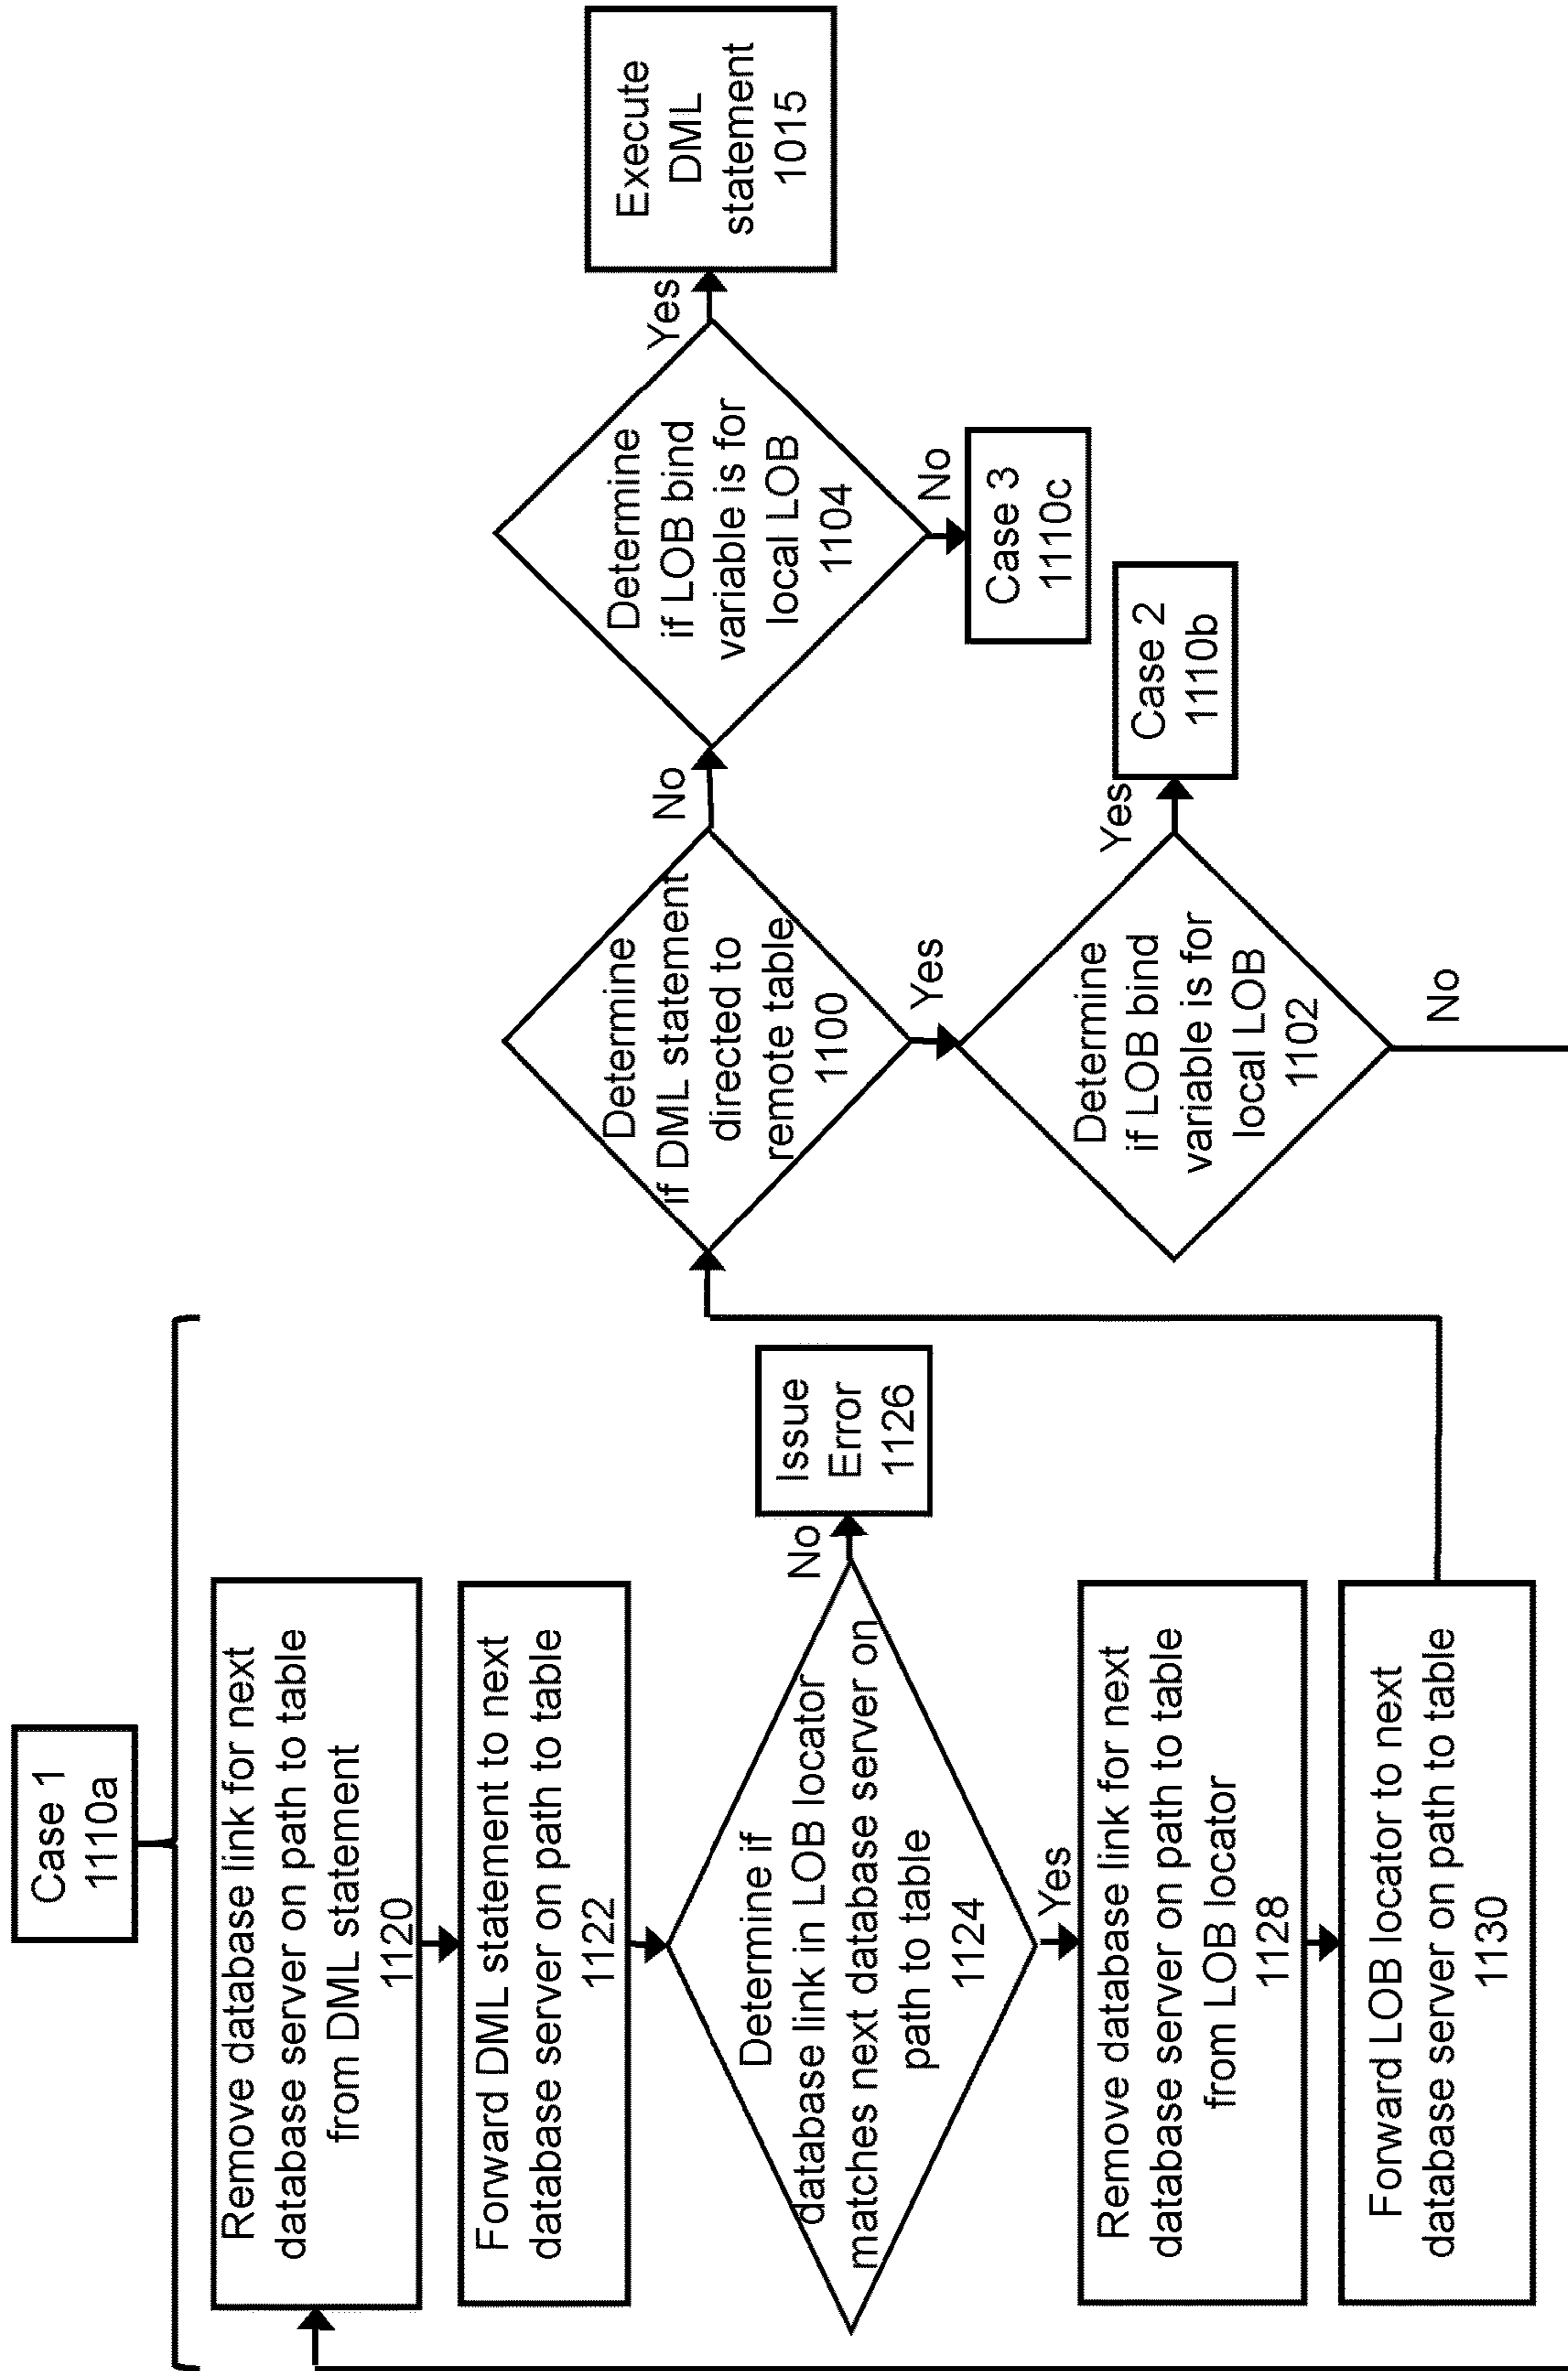 Case 1
1110a
Remove database link for next
database server on path to table
from DML statement
1120
Forward DML statement to next
database server on path to table
1122
Determine if
database link in LOB locator
matches next database server on
path to table
1124
No
Issue
Error
1126
Yes
Remove database link for next
database server on path to table
from LOB locator
1128
Forward LOB locator to next
database server on path to table
1130
Determine
if DML statement
directed to
remote table
1100
No
Yes
Determine
if LOB bind
variable is for
local LOB
1104
Yes
Execute
DML
statement
1015
No
Case 3
1110c
Determine
if LOB bind
variable is for
local LOB
1102
Yes
Case 2
1110b
No